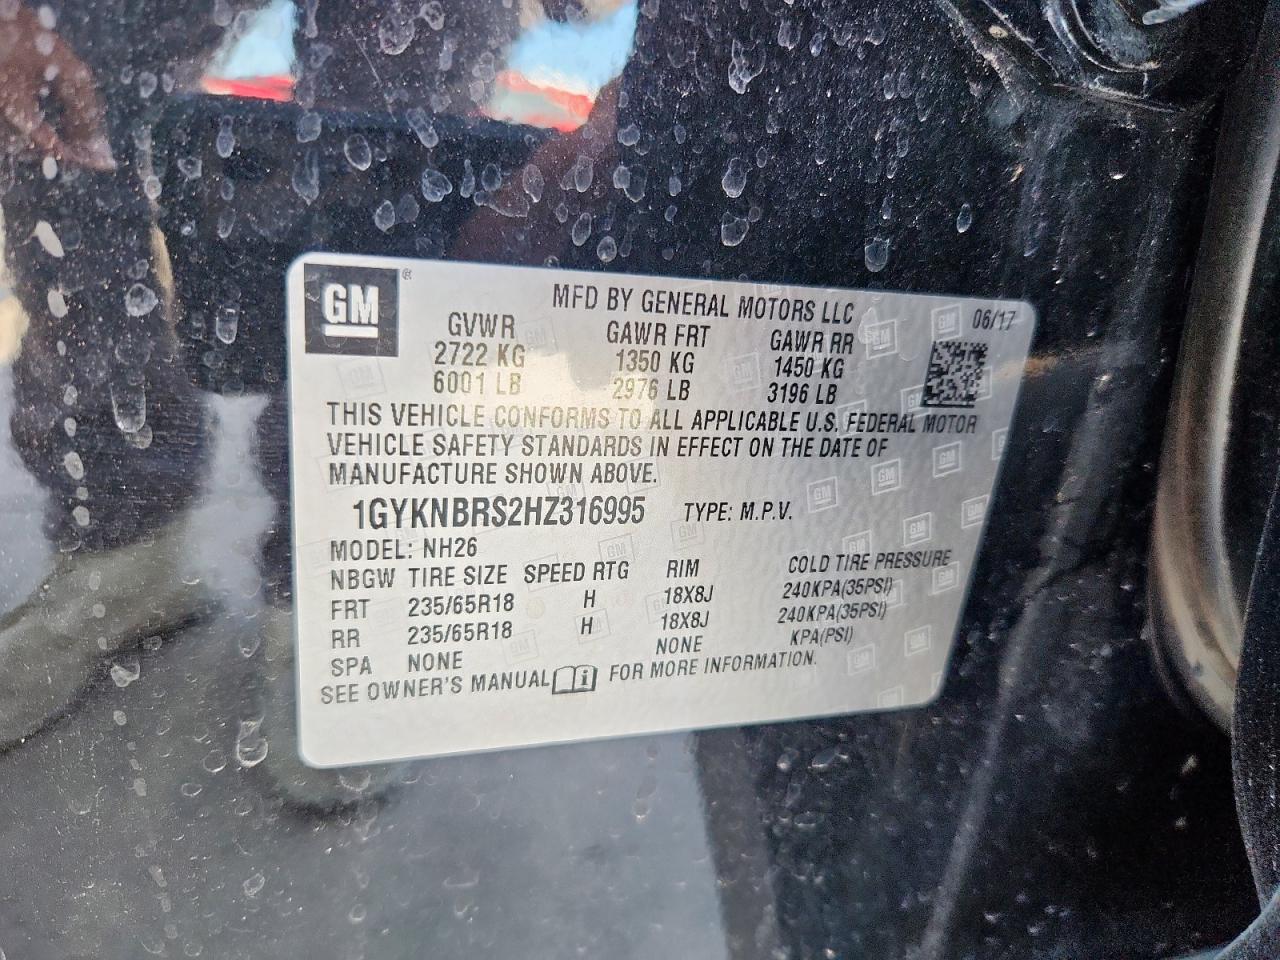 GM ®
MFD BY GENERAL MOTORS LLC 06/17
GVWR GAWR FRT GAWR RR
2722 KG 1350 KG 1450 KG
6001 LB 2976 LB 3196 LB
THIS VEHICLE CONFORMS TO ALL APPLICABLE U.S. FEDERAL MOTOR
VEHICLE SAFETY STANDARDS IN EFFECT ON THE DATE OF
MANUFACTURE SHOWN ABOVE.
1GYKNBRS2HZ316995 TYPE: M.P.V.
MODEL: NH26
NBGW TIRE SIZE SPEED RTG RIM COLD TIRE PRESSURE
FRT 235/65R18 H 18X8J 240KPA(35PSI)
RR 235/65R18 H 18X8J 240KPA(35PSI)
SPA NONE NONE KPA(PSI)
SEE OWNER'S MANUAL FOR MORE INFORMATION.